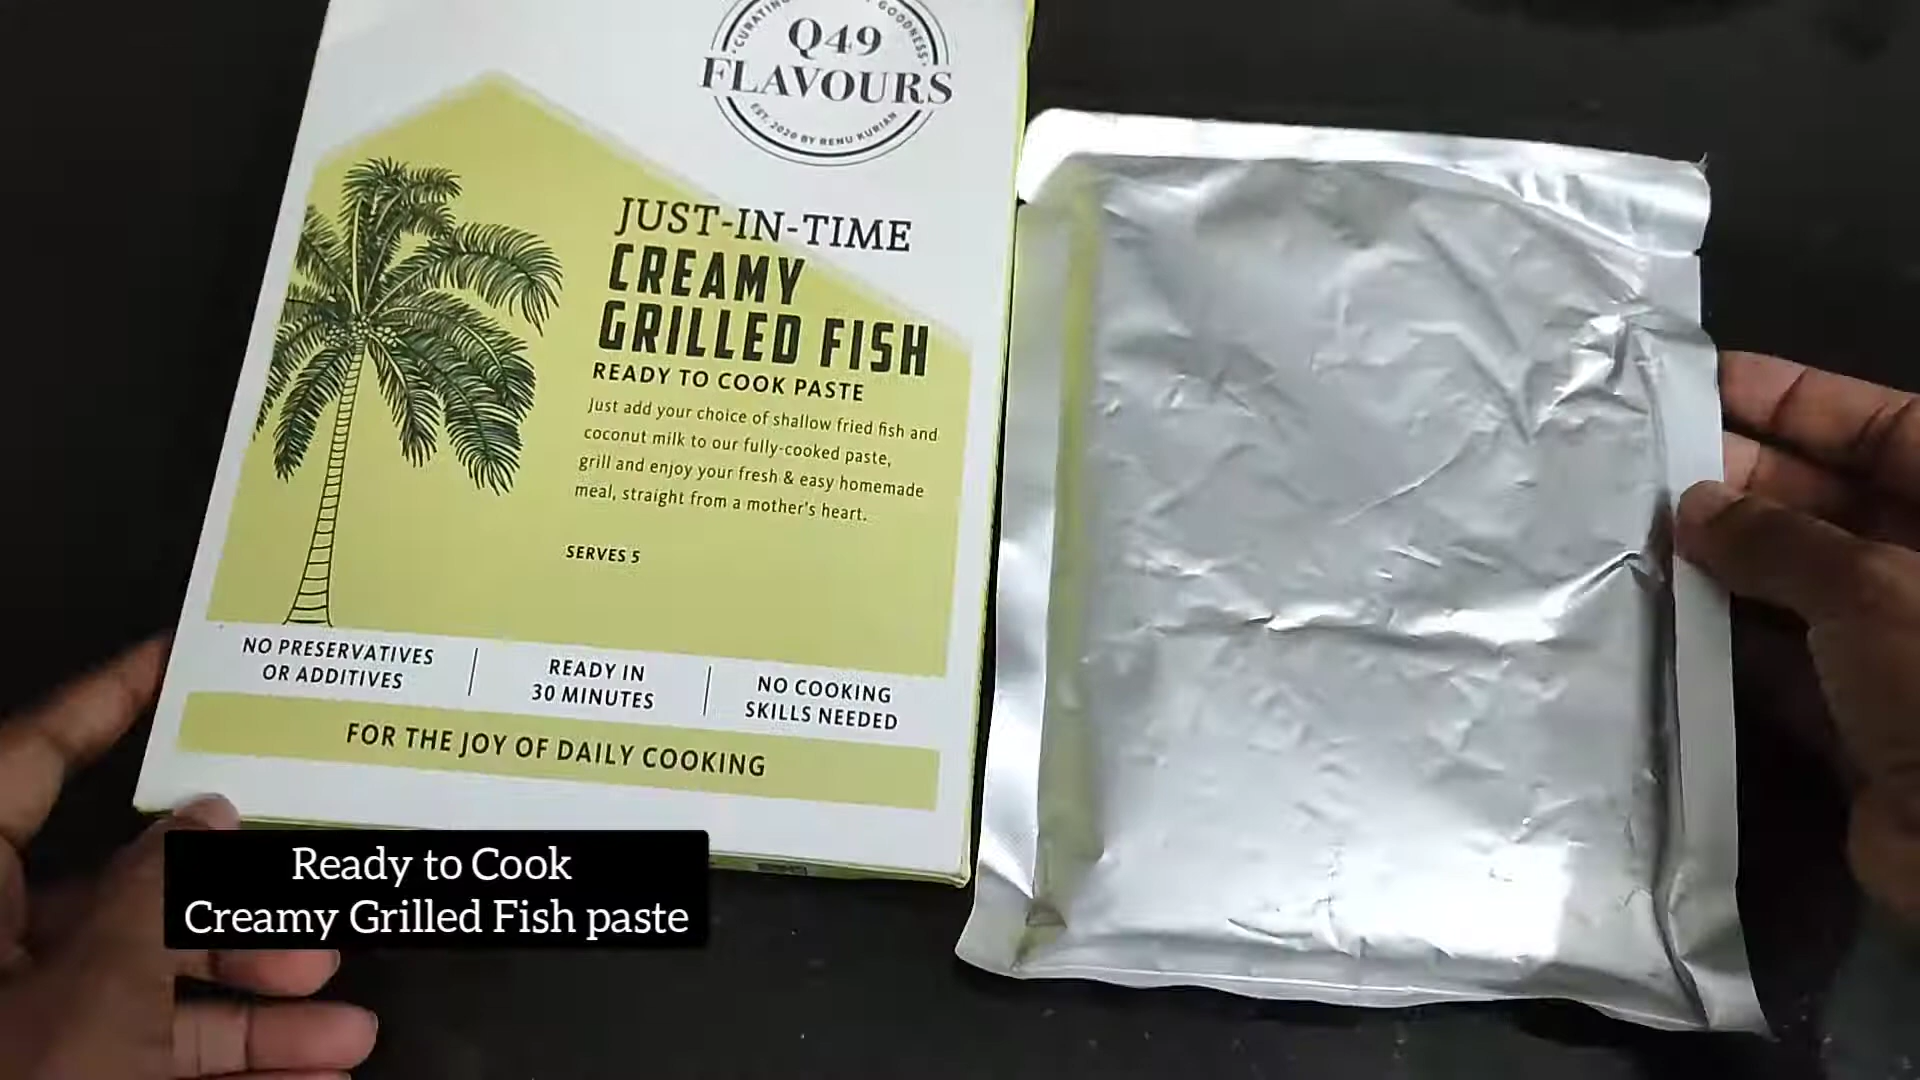 CURATING
GOODNESS
Q49
FLAVOURS
EST. 2020 BY RENU KURIAN
JUST-IN-TIME
CREAMY
GRILLED FISH
READY TO COOK PASTE
Just add your choice of shallow fried fish and
coconut milk to our fully-cooked paste,
grill and enjoy your fresh & easy homemade
meal, straight from a mother's heart.
SERVES 5
NO PRESERVATIVES
OR ADDITIVES
READY IN
30 MINUTES
NO COOKING
SKILLS NEEDED
FOR THE JOY OF DAILY COOKING
Ready to Cook
Creamy Grilled Fish paste